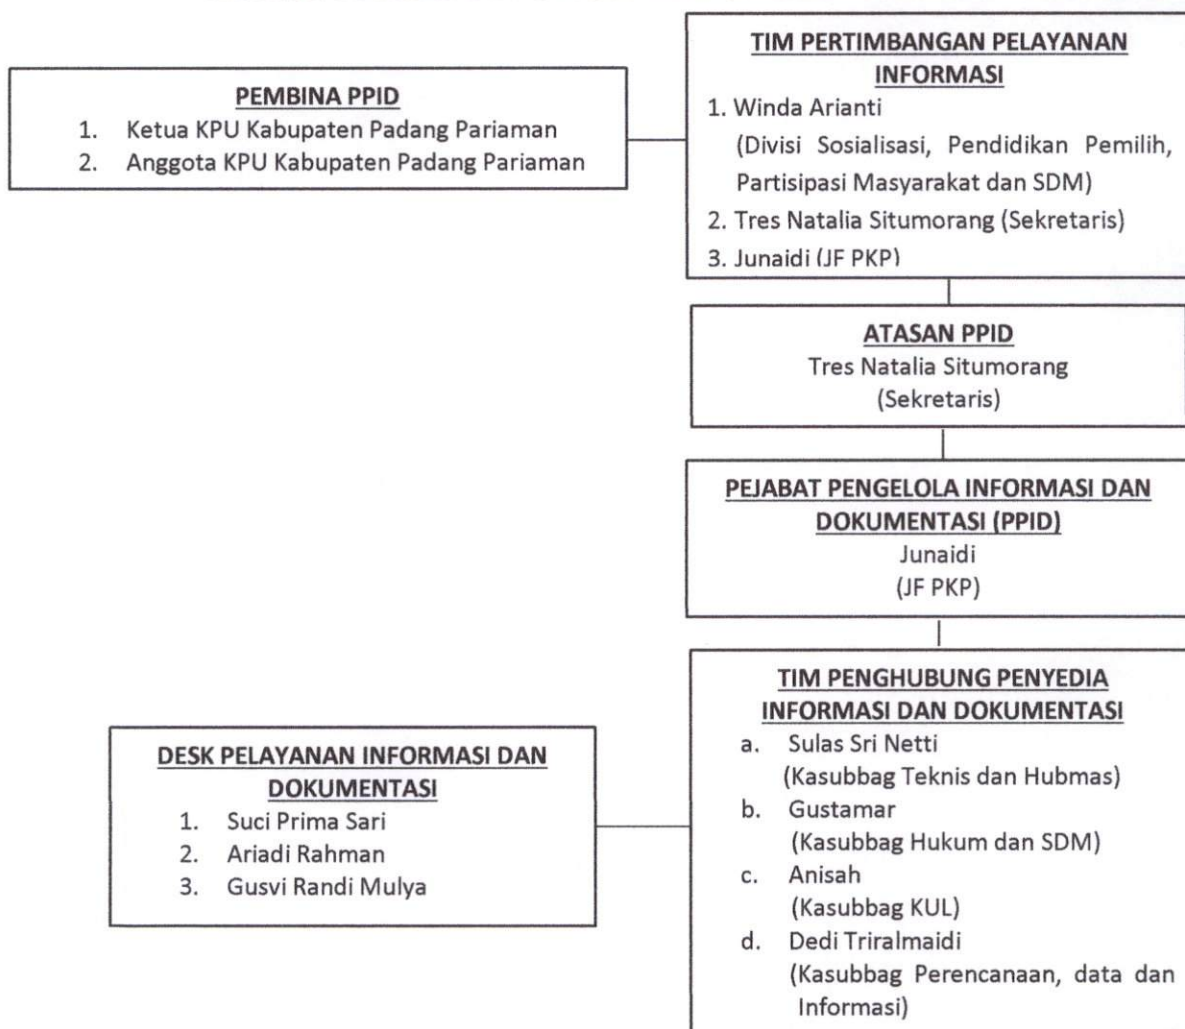 PEMBINA PPID
1. Ketua KPU Kabupaten Padang Pariaman
2. Anggota KPU Kabupaten Padang Pariaman
TIM PERTIMBANGAN PELAYANAN
INFORMASI
1. Winda Arianti
(Divisi Sosialisasi, Pendidikan Pemilih,
Partisipasi Masyarakat dan SDM)
2. Tres Natalia Situmorang (Sekretaris)
3. Junaidi (JF PKP)
ATASAN PPID
Tres Natalia Situmorang
(Sekretaris)
PEJABAT PENGELOLA INFORMASI DAN
DOKUMENTASI (PPID)
Junaidi
(JF PKP)
DESK PELAYANAN INFORMASI DAN
DOKUMENTASI
1. Suci Prima Sari
2. Ariadi Rahman
3. Gusvi Randi Mulya
TIM PENGHUBUNG PENYEDIA
INFORMASI DAN DOKUMENTASI
a. Sulas Sri Netti
(Kasubbag Teknis dan Hubmas)
b. Gustamar
(Kasubbag Hukum dan SDM)
c. Anisah
(Kasubbag KUL)
d. Dedi Triralmaidi
(Kasubbag Perencanaan, data dan
Informasi)